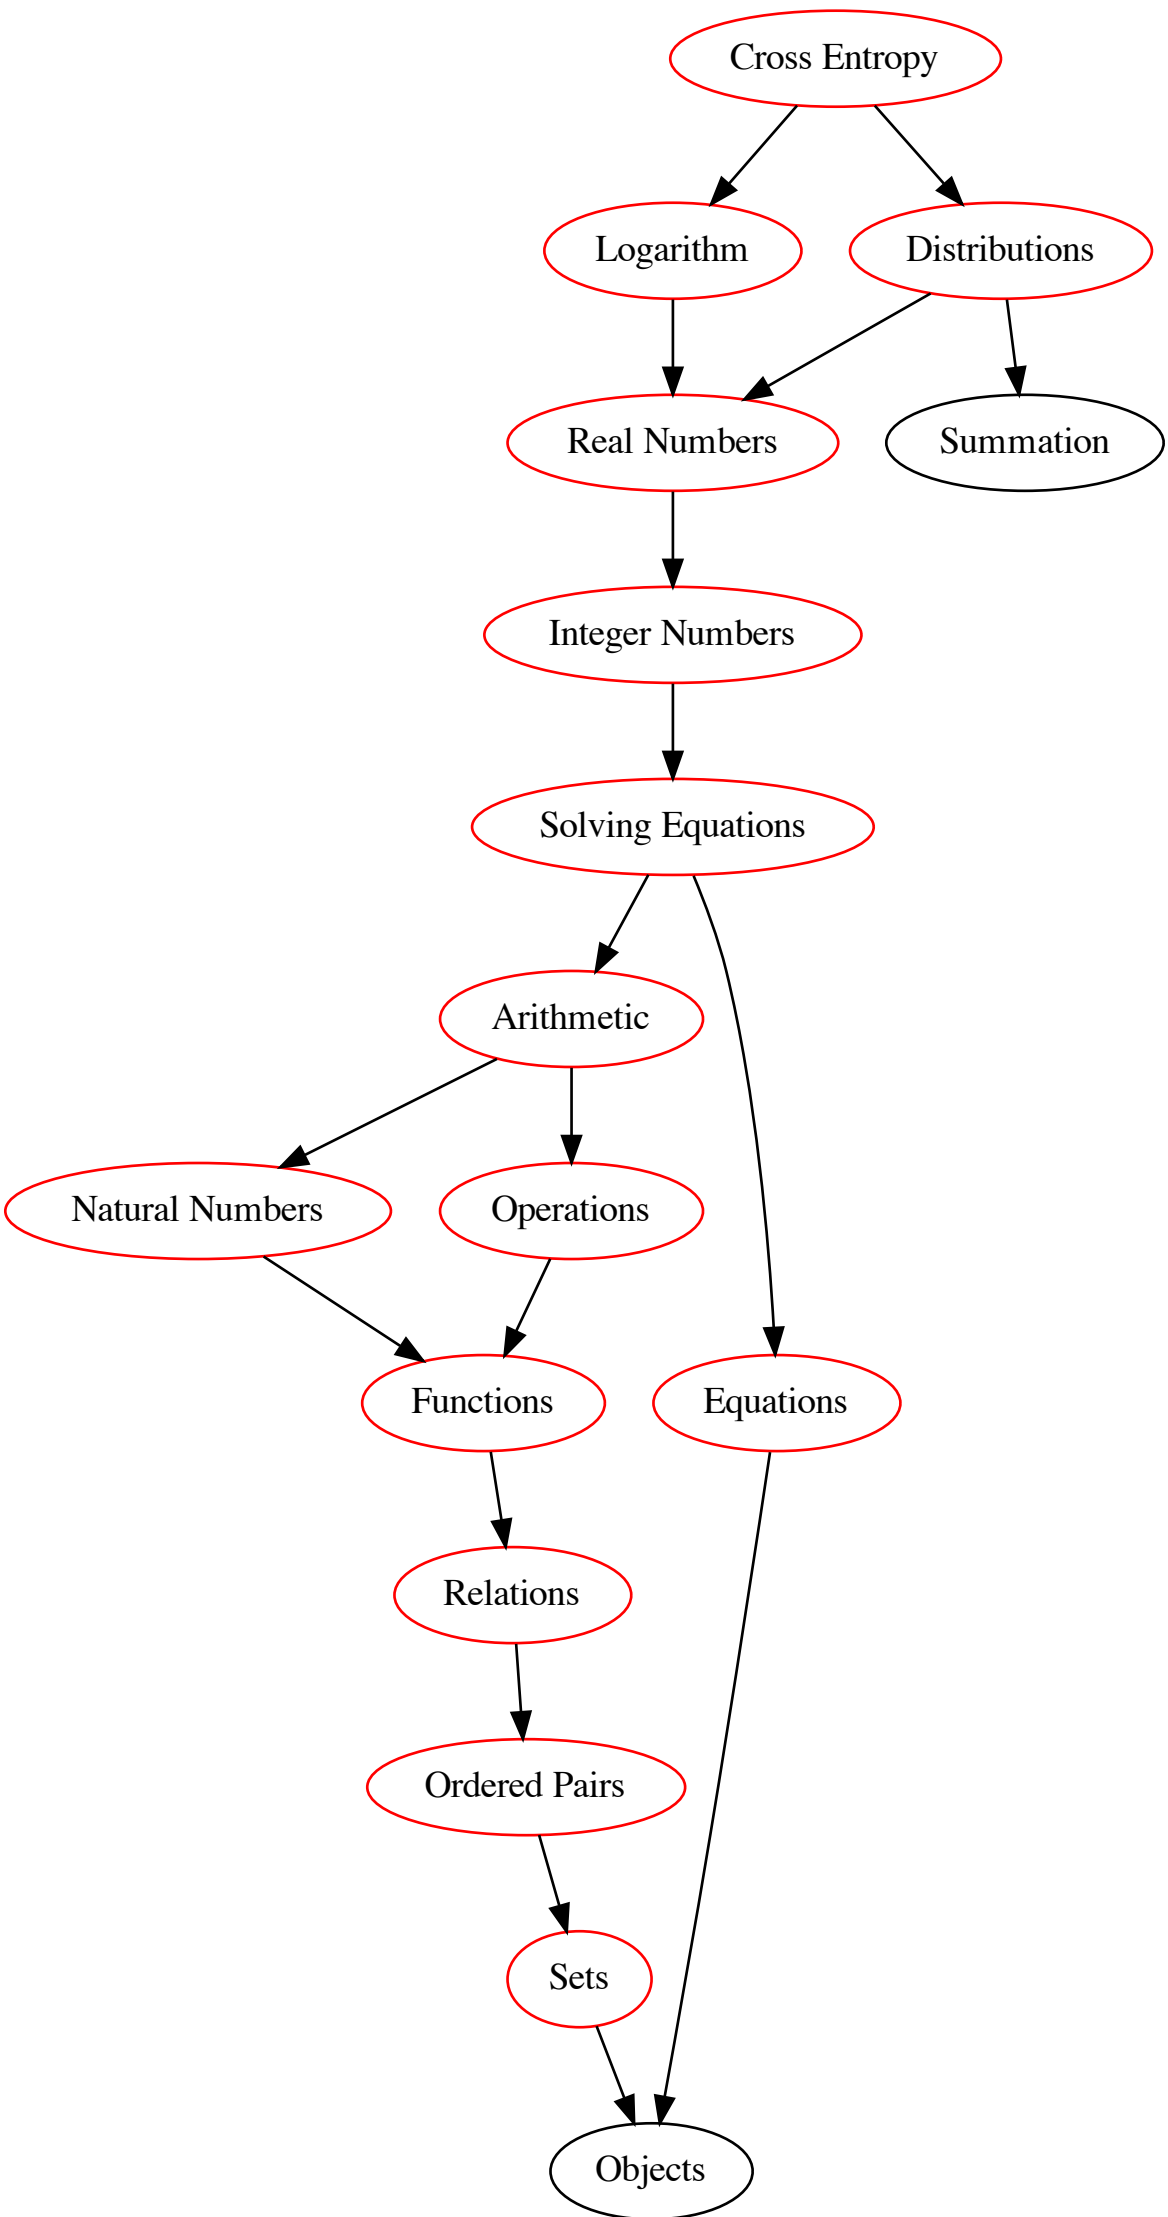 Cross Entropy
Logarithm
Distributions
Real Numbers
Summation
Integer Numbers
Solving Equations
Arithmetic
Natural Numbers
Operations
Functions
Equations
Relations
Ordered Pairs
Sets
Objects